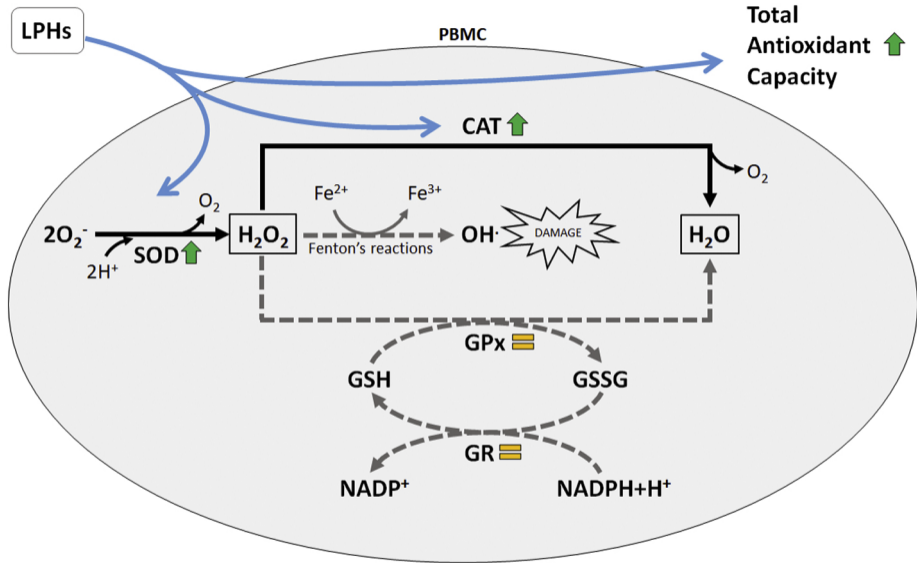 LPHs
Total
Antioxidant
Capacity
PBMC
CAT
O₂
Fe²⁺ Fe³⁺
O₂
2O₂⁻ H₂O₂ OH· DAMAGE H₂O
SOD Fenton's reactions
2H⁺
GPx
GSH GSSG
GR
NADP⁺ NADPH+H⁺